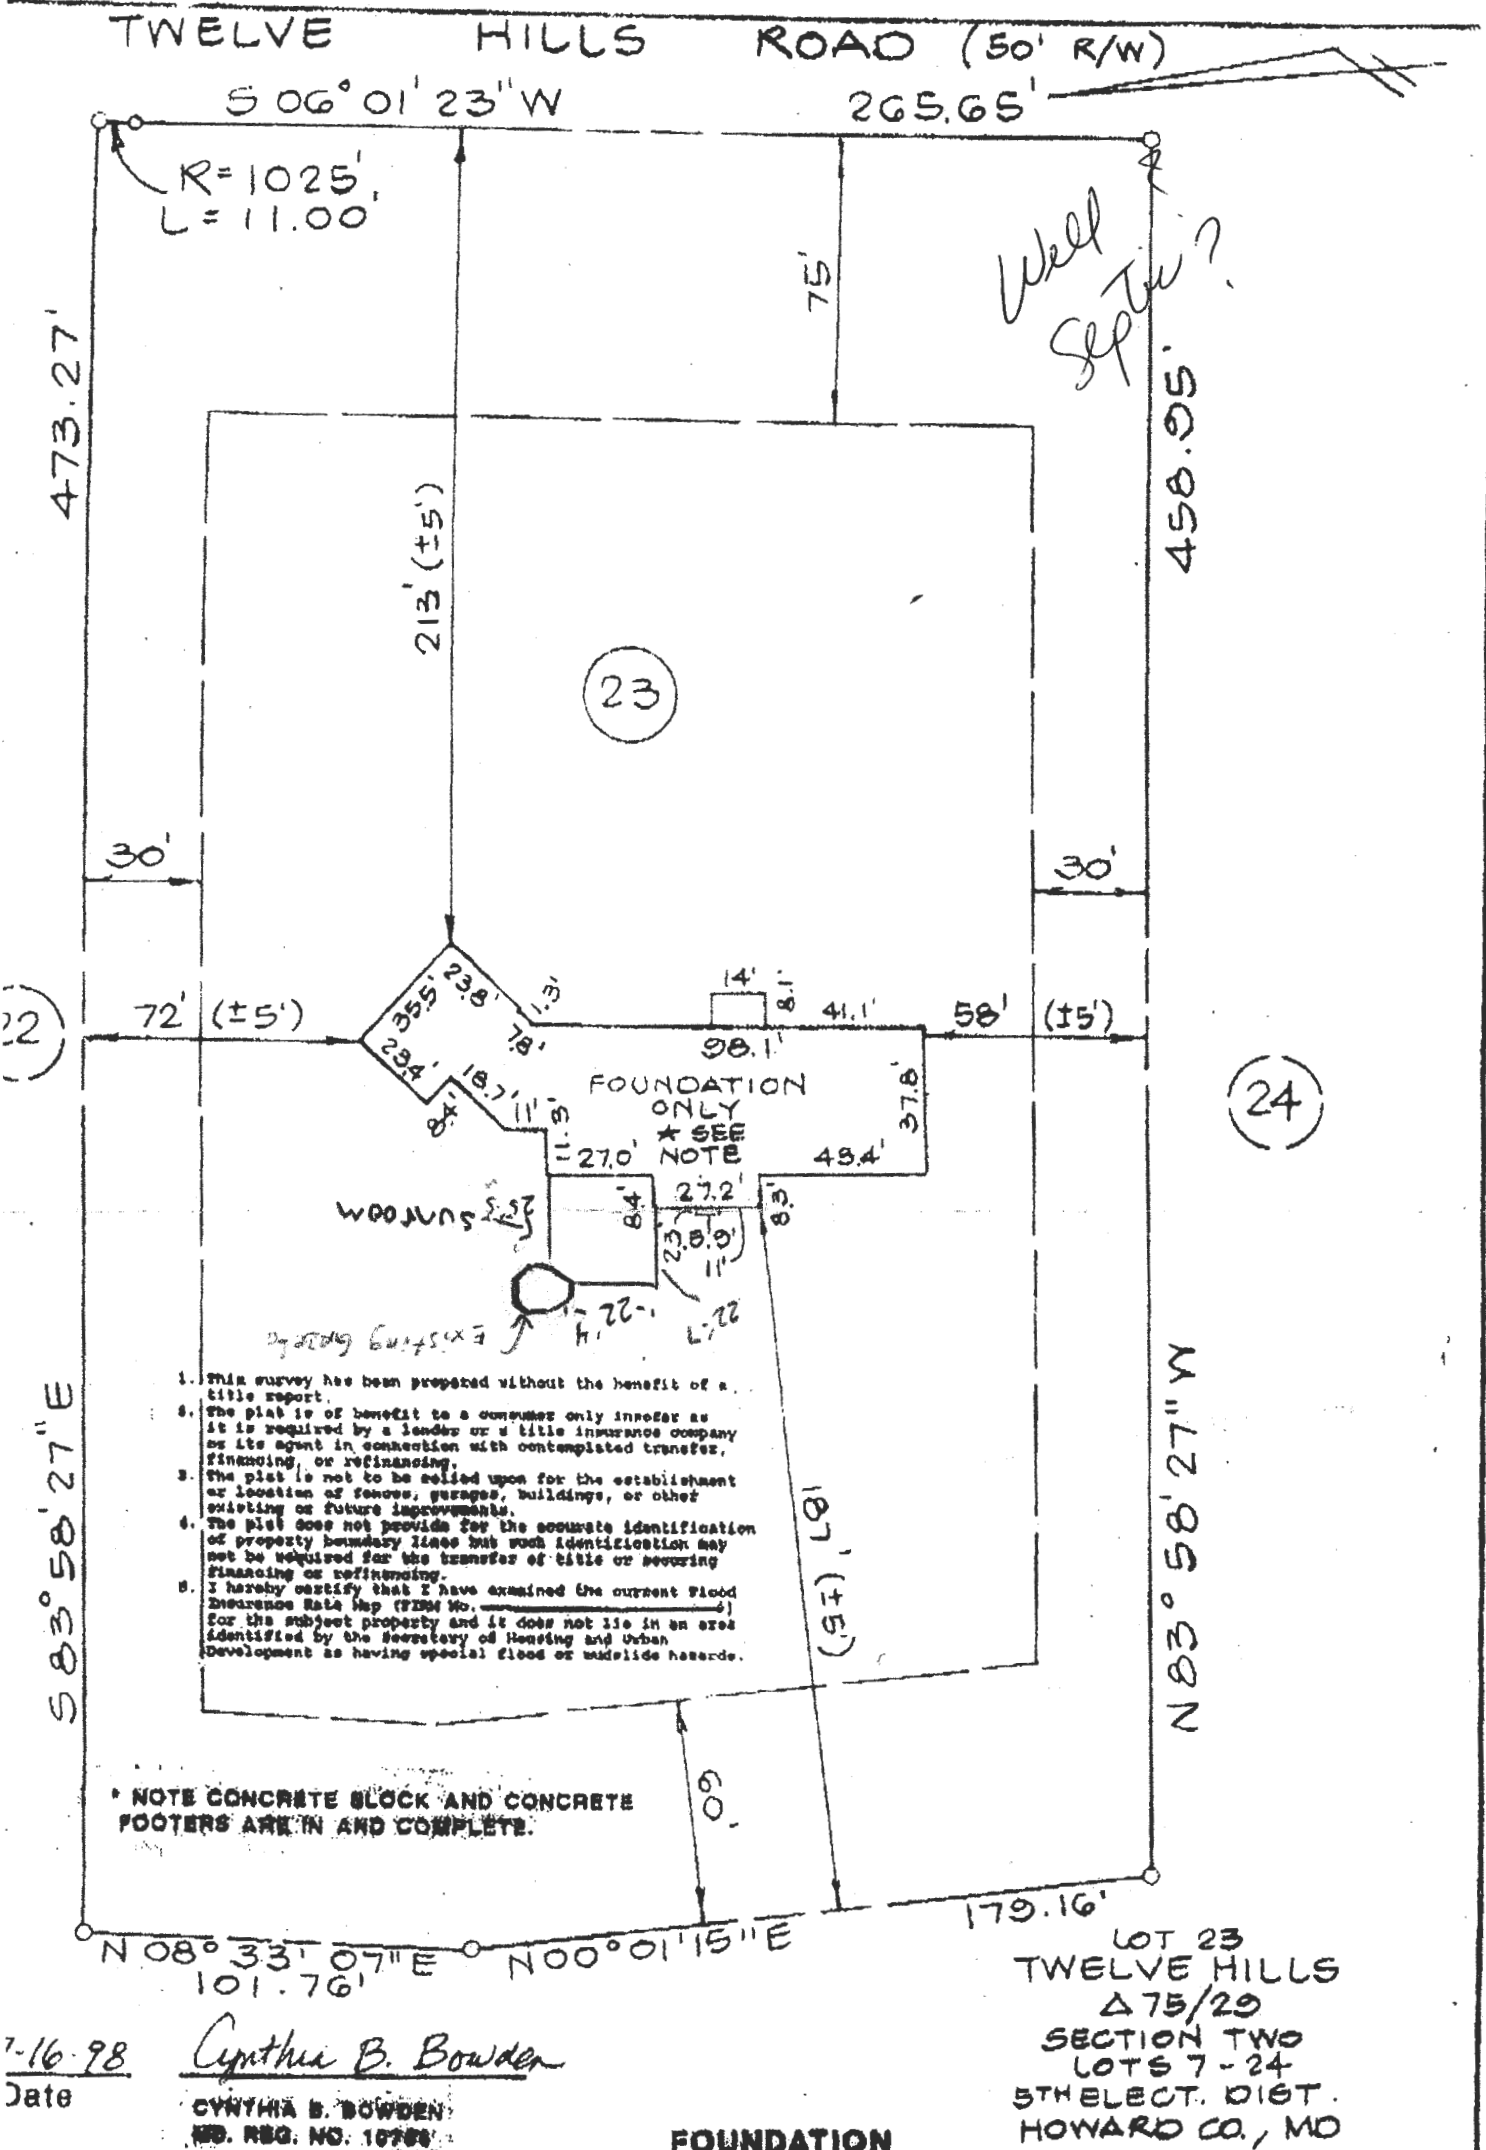 TWELVE HILLS ROAD (50' R/W)
S 06° 01' 23" W 265.65'
R=1025'
L=11.00'
Well
Septic?
75'
473.27'
458.95'
213' (±5')
23
30'
30'
22
72' (±5')
35.5'
23.8'
1.3'
7.8'
14'
8.1'
41.1'
98.1'
58' (±5')
23.4'
8.4'
18.7'
11'
11.3'
FOUNDATION
ONLY
* SEE
NOTE
37.8'
24
27.0'
49.4'
27.2'
8.4'
8.3'
SUNROOM
23'
8.9'
11'
Existing Gazebo
1. This survey has been prepared without the benefit of a
title report.
2. The plat is of benefit to a consumer only insofar as
it is required by a lender or a title insurance company
or its agent in connection with contemplated transfer,
financing, or refinancing.
3. The plat is not to be relied upon for the establishment
or location of fences, garages, buildings, or other
existing or future improvements.
4. The plat does not provide for the accurate identification
of property boundary lines but such identification may
not be required for the transfer of title or securing
financing or refinancing.
5. I hereby certify that I have examined the current Flood
Insurance Rate Map (FIRM No.
for the subject property and it does not lie in an area
identified by the Secretary of Housing and Urban
Development as having special flood or mudslide hazards.
S 83° 58' 27" E
N 83° 58' 27" W
187' (±5')
60'
* NOTE CONCRETE BLOCK AND CONCRETE
FOOTERS ARE IN AND COMPLETE.
N 08° 33' 07" E
101.76'
N 00° 01' 15" E
179.16'
LOT 23
TWELVE HILLS
Δ 75/29
SECTION TWO
LOTS 7-24
5TH ELECT. DIST.
HOWARD CO., MD
7-16-98
Cynthia B. Bowden
Date
CYNTHIA B. BOWDEN
MD. REG. NO.
FOUNDATION